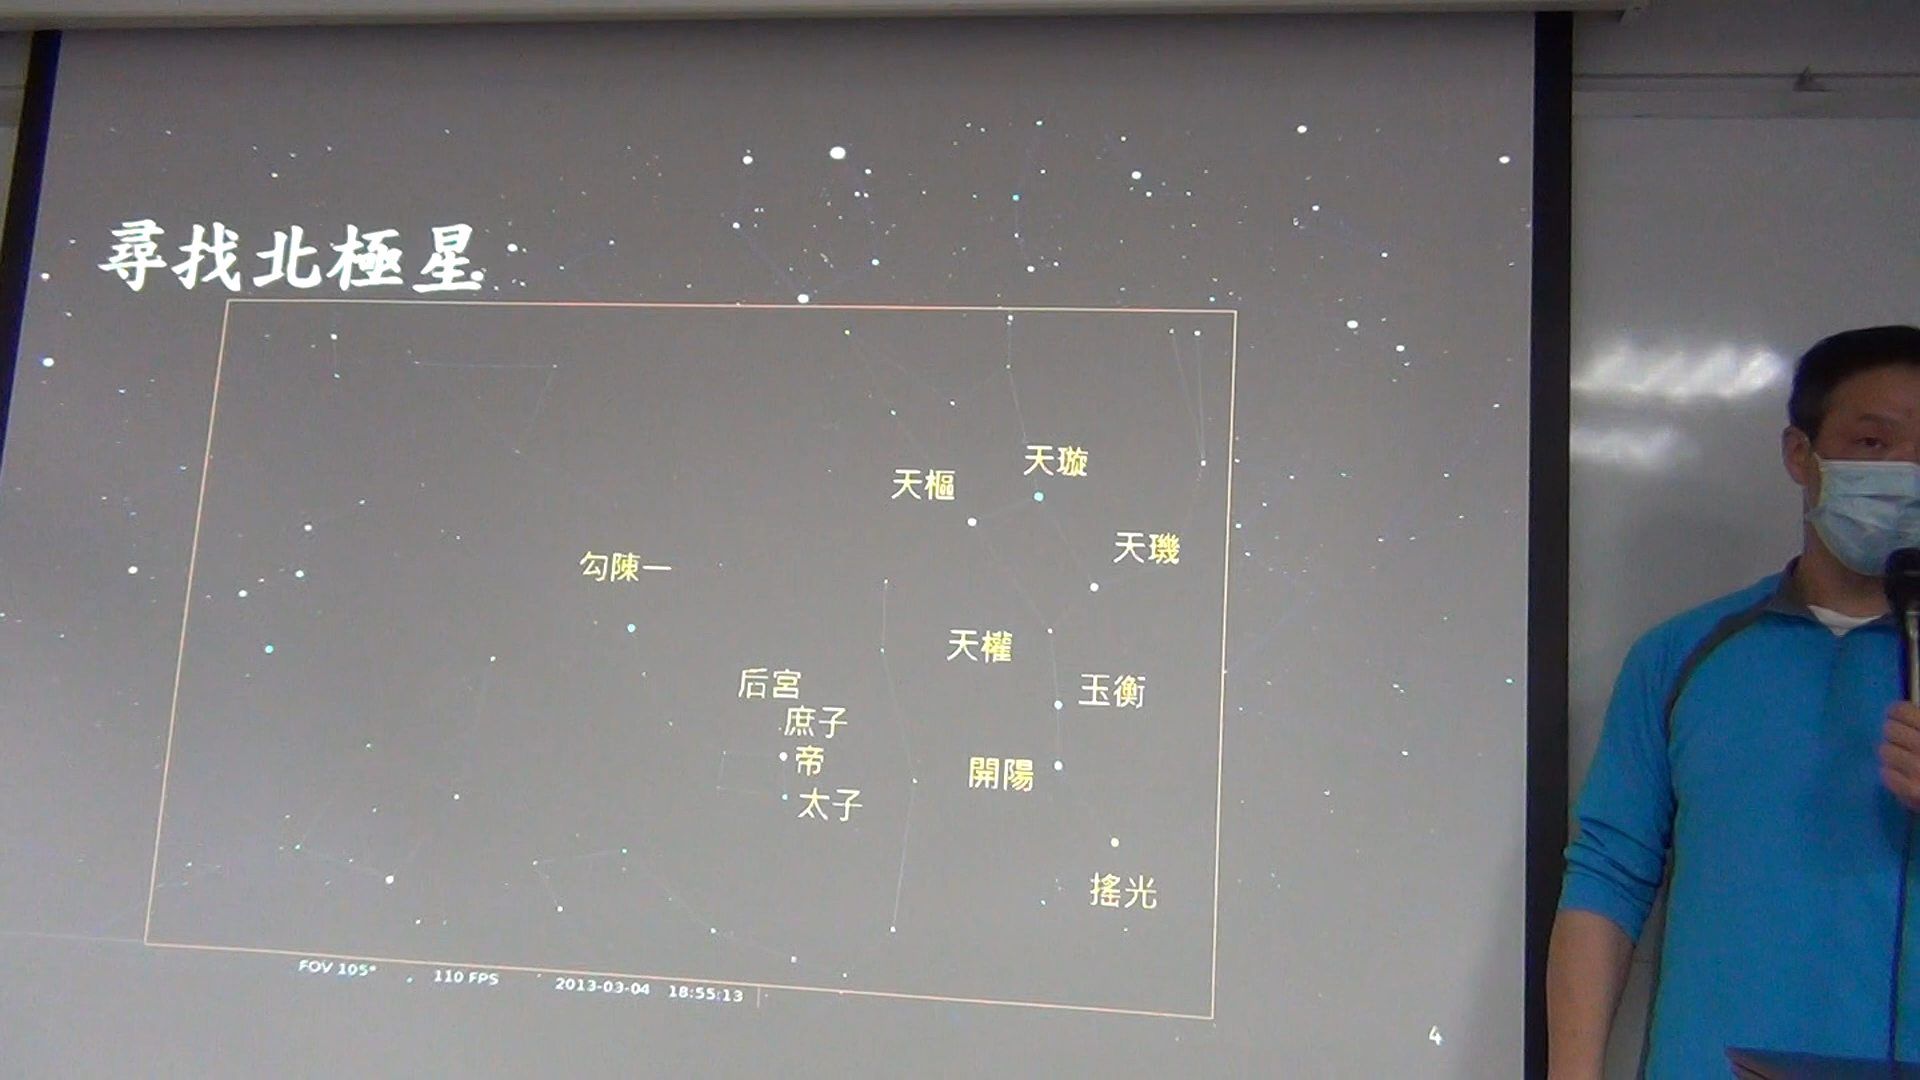 尋找北極星
天璇
天樞
天璣
勾陳一
天權
后宮
玉衡
庶子
帝
開陽
太子
搖光
FOV 105° 110 FPS 2013-03-04 18:55:13
4